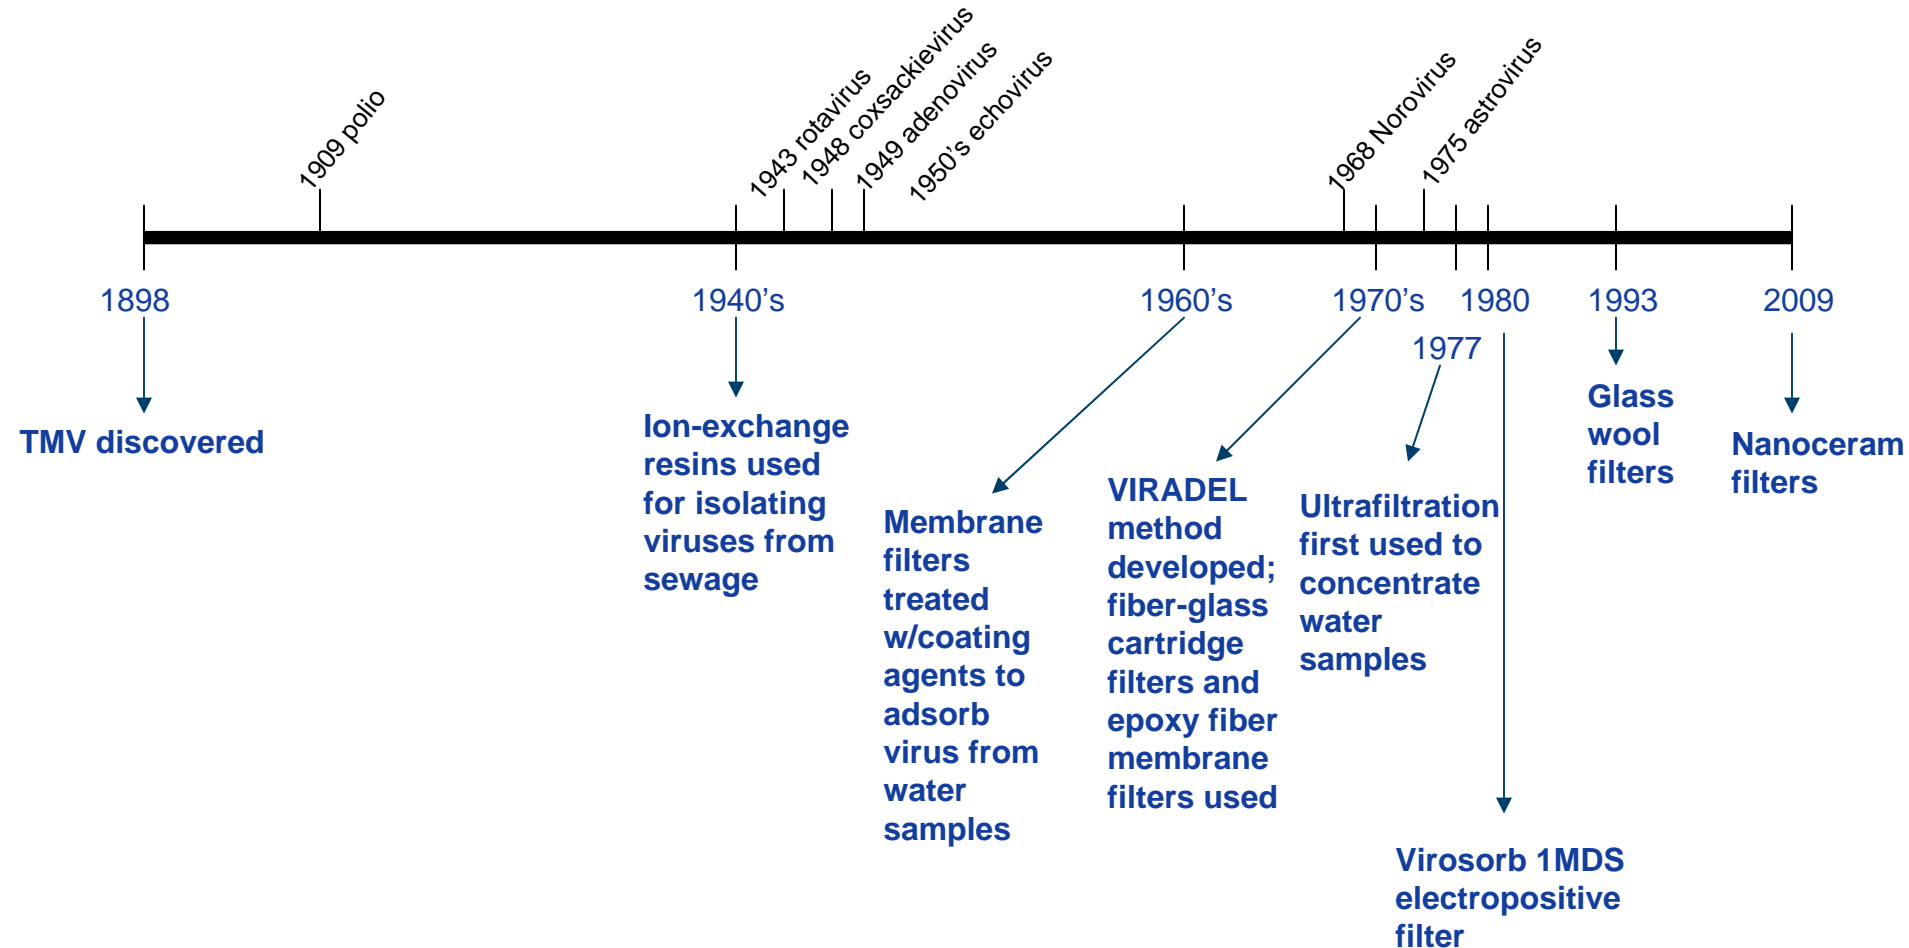 1909 polio
1943 rotavirus
1948 coxsackievirus
1949 adenovirus
1950's echovirus
1968 Norovirus
1975 astrovirus
1898
1940's
1960's
1970's
1980
1993
2009
1977
TMV discovered
Ion-exchange
resins used
for isolating
viruses from
sewage
Membrane
filters
treated
w/coating
agents to
adsorb
virus from
water
samples
VIRADEL
method
developed;
fiber-glass
cartridge
filters and
epoxy fiber
membrane
filters used
Ultrafiltration
first used to
concentrate
water
samples
Virosorb 1MDS
electropositive
filter
Glass
wool
filters
Nanoceram
filters